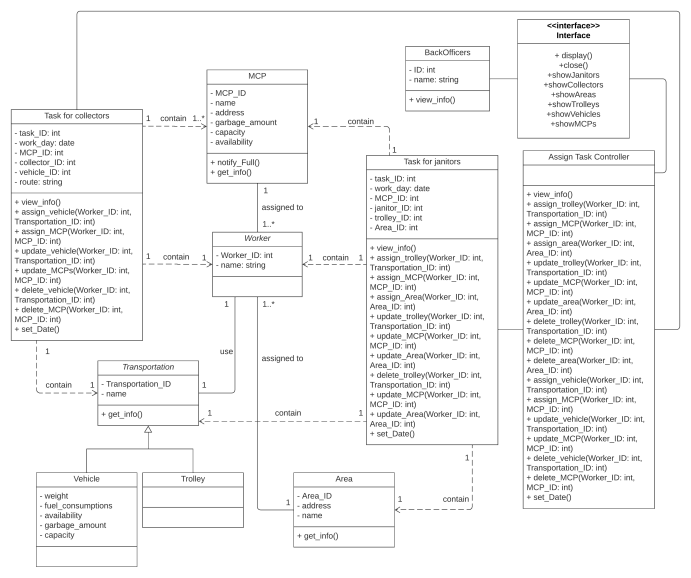 <<interface>>
Interface
+ display()
+close()
+showJanitors
+showCollectors
+showAreas
+showTrolleys
+showVehicles
+showMCPs
BackOfficers
- ID: int
- name: string
+ view_info()
MCP
- MCP_ID
- name
- address
- garbage_amount
- capacity
- availability
+ notify_Full()
+ get_info()
Task for collectors
- task_ID: int
- work_day: date
- MCP_ID: int
- collector_ID: int
- vehicle_ID: int
- route: string
+ view_info()
+ assign_vehicle(Worker_ID: int,
Transportation_ID: int)
+ assign_MCP(Worker_ID: int,
MCP_ID: int)
+ update_vehicle(Worker_ID: int,
Transportation_ID: int)
+ update_MCPs(Worker_ID: int,
MCP_ID: int)
+ delete_vehicle(Worker_ID: int,
Transportation_ID: int)
+ delete_MCP(Worker_ID: int,
MCP_ID: int)
+ set_Date()
1 contain 1..*
1 contain
1
1
assigned to
1..*
Worker
- Worker_ID: int
- name: string
1 contain 1
1 contain 1
1
1..*
use
assigned to
Task for janitors
- task_ID: int
- work_day: date
- MCP_ID: int
- janitor_ID: int
- trolley_ID: int
- Area_ID: int
+ view_info()
+ assign_trolley(Worker_ID: int,
Transportation_ID: int)
+ assign_MCP(Worker_ID: int,
MCP_ID: int)
+ assign_Area(Worker_ID: int,
Area_ID: int)
+ update_trolley(Worker_ID: int,
Transportation_ID: int)
+ update_MCP(Worker_ID: int,
MCP_ID: int)
+ update_Area(Worker_ID: int,
Area_ID: int)
+ delete_trolley(Worker_ID: int,
Transportation_ID: int)
+ update_MCP(Worker_ID: int,
MCP_ID: int)
+ update_Area(Worker_ID: int,
Area_ID: int)
+ set_Date()
Assign Task Controller
+ view_info()
+ assign_trolley(Worker_ID: int,
Transportation_ID: int)
+ assign_MCP(Worker_ID: int,
MCP_ID: int)
+ assign_area(Worker_ID: int,
Area_ID: int)
+ update_trolley(Worker_ID: int,
Transportation_ID: int)
+ update_MCP(Worker_ID: int,
MCP_ID: int)
+ update_area(Worker_ID: int,
Area_ID: int)
+ delete_trolley(Worker_ID: int,
Transportation_ID: int)
+ delete_MCP(Worker_ID: int,
MCP_ID: int)
+ delete_area(Worker_ID: int,
Area_ID: int)
+ assign_vehicle(Worker_ID: int,
Transportation_ID: int)
+ assign_MCP(Worker_ID: int,
MCP_ID: int)
+ update_vehicle(Worker_ID: int,
Transportation_ID: int)
+ update_MCP(Worker_ID: int,
MCP_ID: int)
+ delete_vehicle(Worker_ID: int,
Transportation_ID: int)
+ delete_MCP(Worker_ID: int,
MCP_ID: int)
+ set_Date()
1
contain 1
Transportation
- Transportation_ID
- name
+ get_info()
1
1 contain 1
Vehicle
- weight
- fuel_consumptions
- availability
- garbage_amount
- capacity
Trolley
1
Area
- Area_ID
- address
- name
+ get_info()
1 contain
1